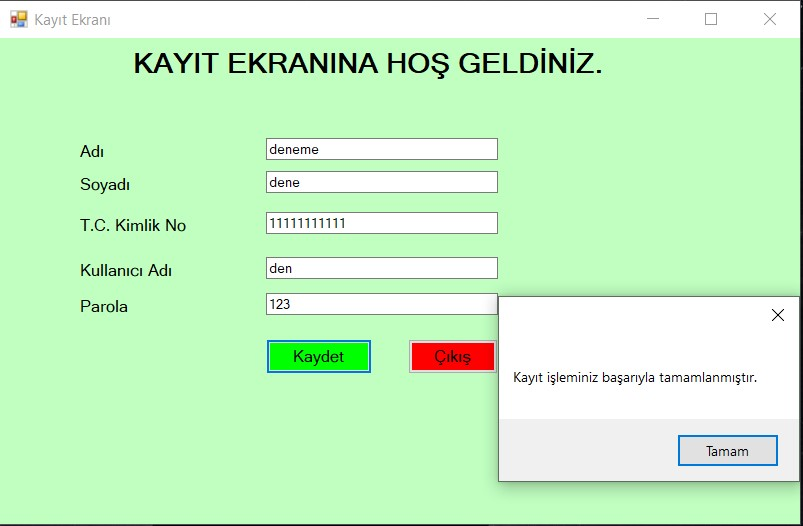 Kayıt Ekranı
KAYIT EKRANINA HOŞ GELDİNİZ.
Adı deneme
Soyadı dene
T.C. Kimlik No 11111111111
Kullanıcı Adı den
Parola 123
Kaydet Çıkış
Kayıt işleminiz başarıyla tamamlanmıştır.
Tamam